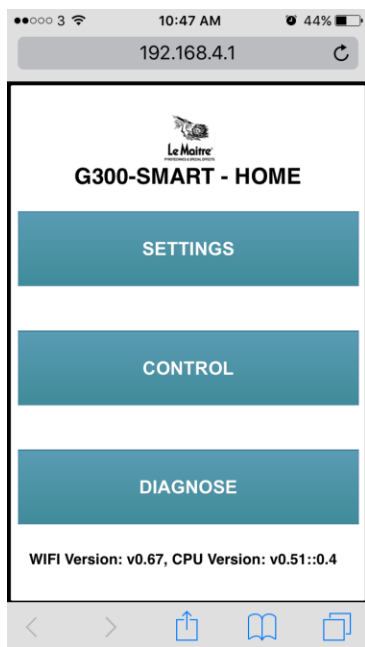 3 10:47 AM 44%
192.168.4.1
Le Maitre
PYROTECHNICS & SPECIAL EFFECTS
G300-SMART - HOME
SETTINGS
CONTROL
DIAGNOSE
WIFI Version: v0.67, CPU Version: v0.51::0.4